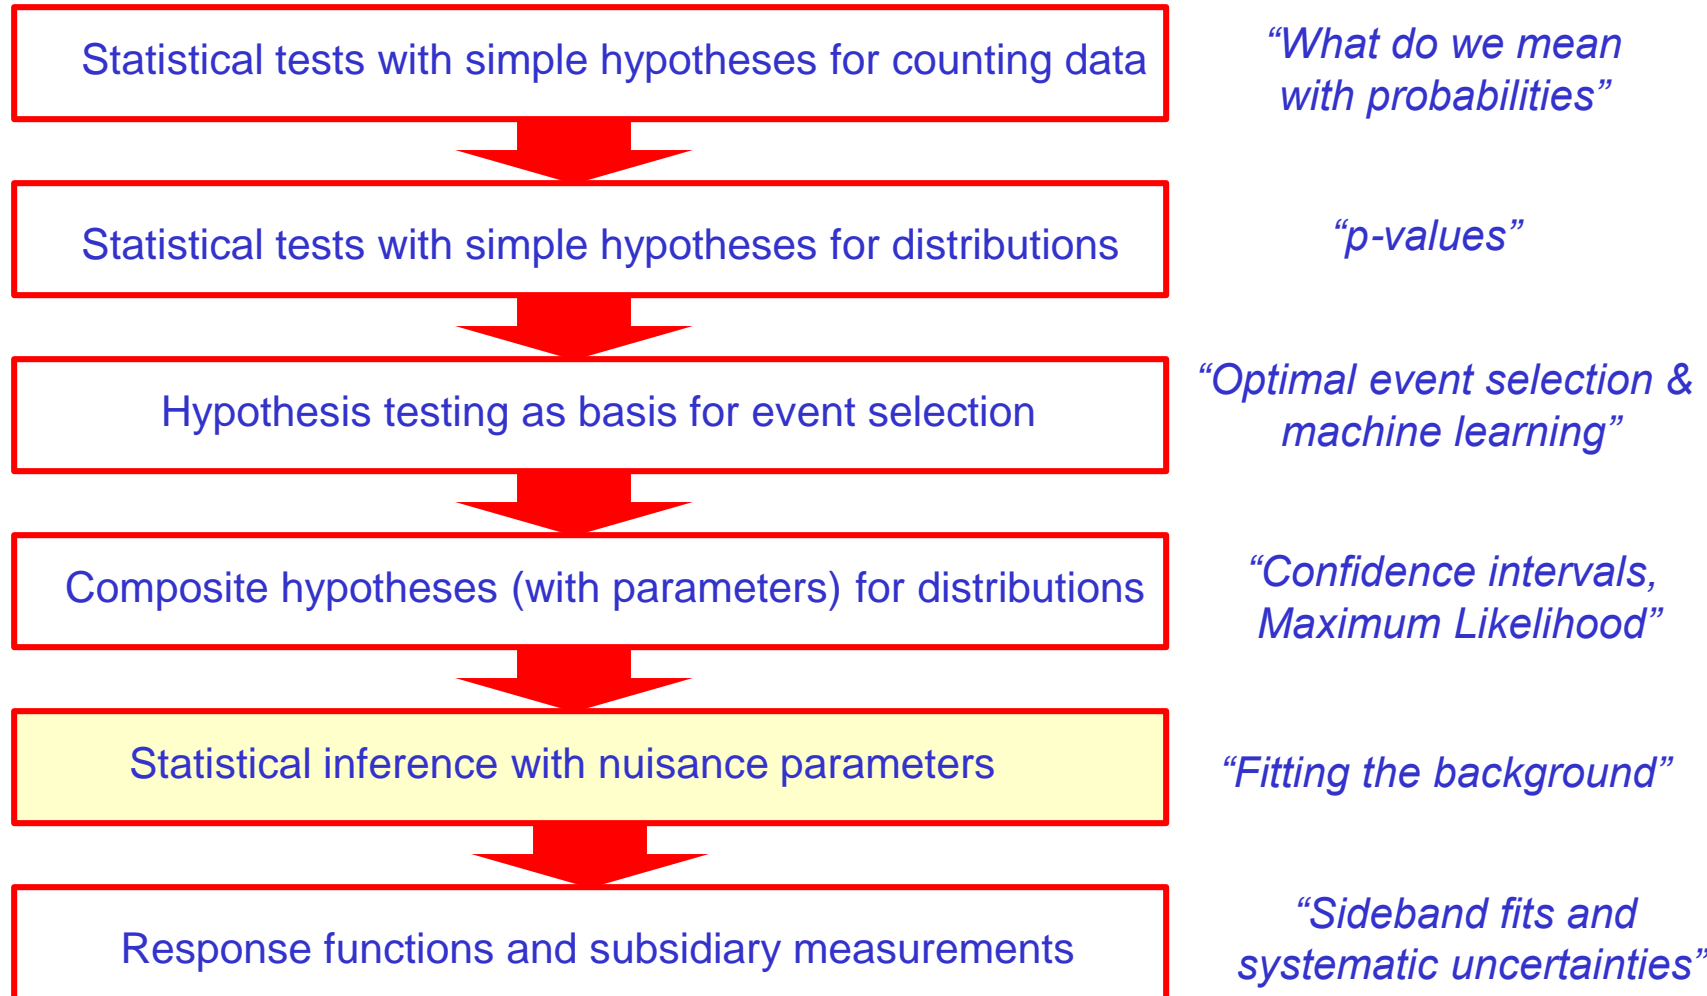 Statistical tests with simple hypotheses for counting data
“What do we mean
with probabilities”
Statistical tests with simple hypotheses for distributions
“p-values”
Hypothesis testing as basis for event selection
“Optimal event selection &
machine learning”
Composite hypotheses (with parameters) for distributions
“Confidence intervals,
Maximum Likelihood”
Statistical inference with nuisance parameters
“Fitting the background”
Response functions and subsidiary measurements
“Sideband fits and
systematic uncertainties”